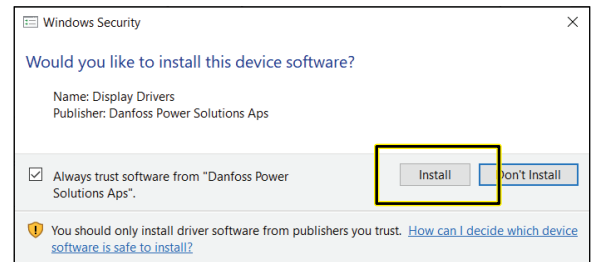 Windows Security
Would you like to install this device software?
Name: Display Drivers
Publisher: Danfoss Power Solutions Aps
Always trust software from "Danfoss Power
Solutions Aps".
Install
Don't Install
You should only install driver software from publishers you trust. How can I decide which device
software is safe to install?